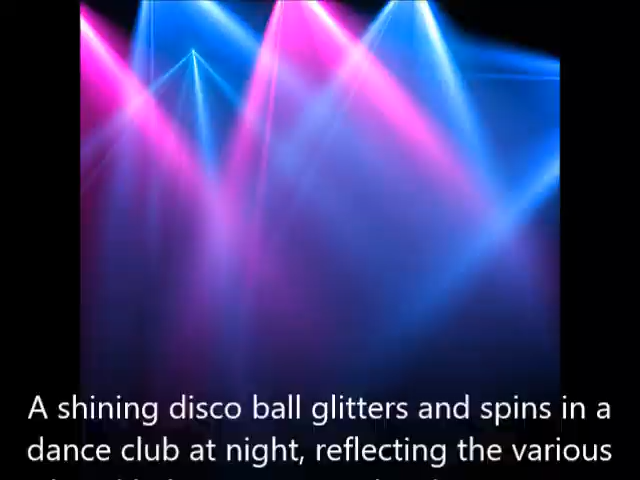 A shining disco ball glitters and spins in a
dance club at night, reflecting the various